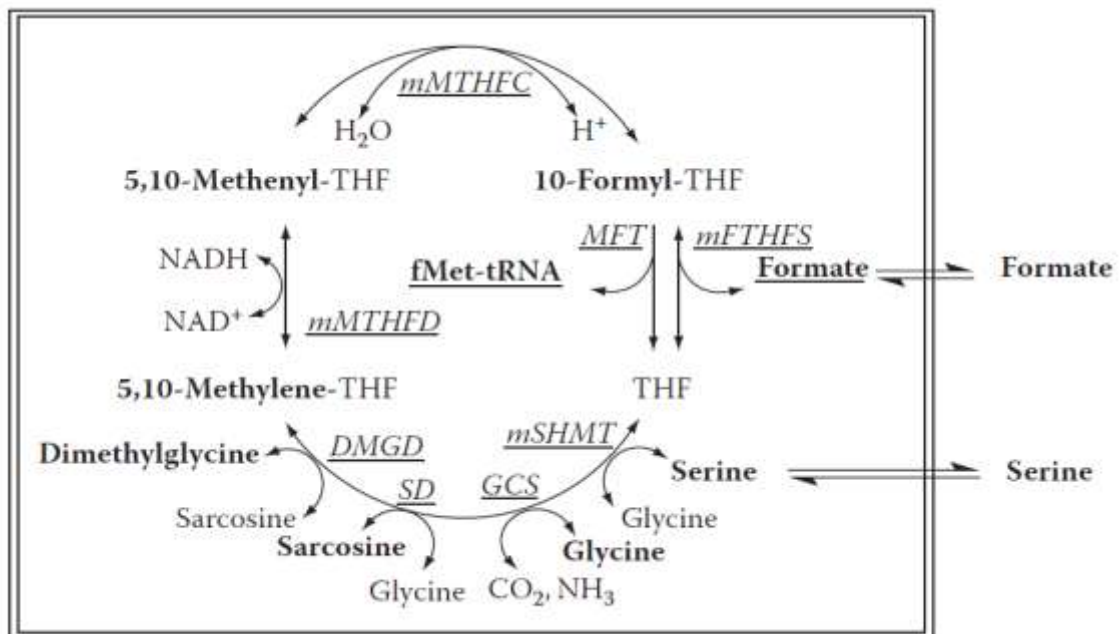 mMTHFC
H₂O H⁺
5,10-Methenyl-THF 10-Formyl-THF
NADH MFT mFTHFS
fMet-tRNA Formate Formate
NAD⁺ mMTHFD
5,10-Methylene-THF THF
Dimethylglycine DMGD mSHMT
SD GCS Serine Serine
Sarcosine Glycine
Sarcosine Glycine
Glycine CO₂, NH₃